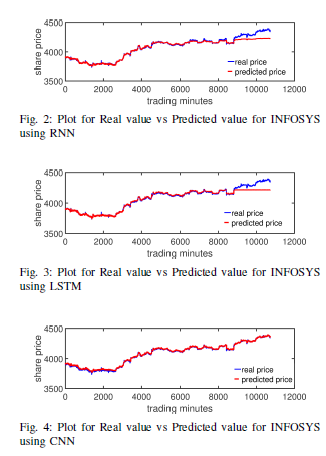 4500
4000
3500
share price
real price
predicted price
0 2000 4000 6000 8000 10000 12000
trading minutes
Fig. 2: Plot for Real value vs Predicted value for INFOSYS
using RNN
4500
4000
3500
share price
real price
predicted price
0 2000 4000 6000 8000 10000 12000
trading minutes
Fig. 3: Plot for Real value vs Predicted value for INFOSYS
using LSTM
4500
4000
3500
share price
real price
predicted price
0 2000 4000 6000 8000 10000 12000
trading minutes
Fig. 4: Plot for Real value vs Predicted value for INFOSYS
using CNN